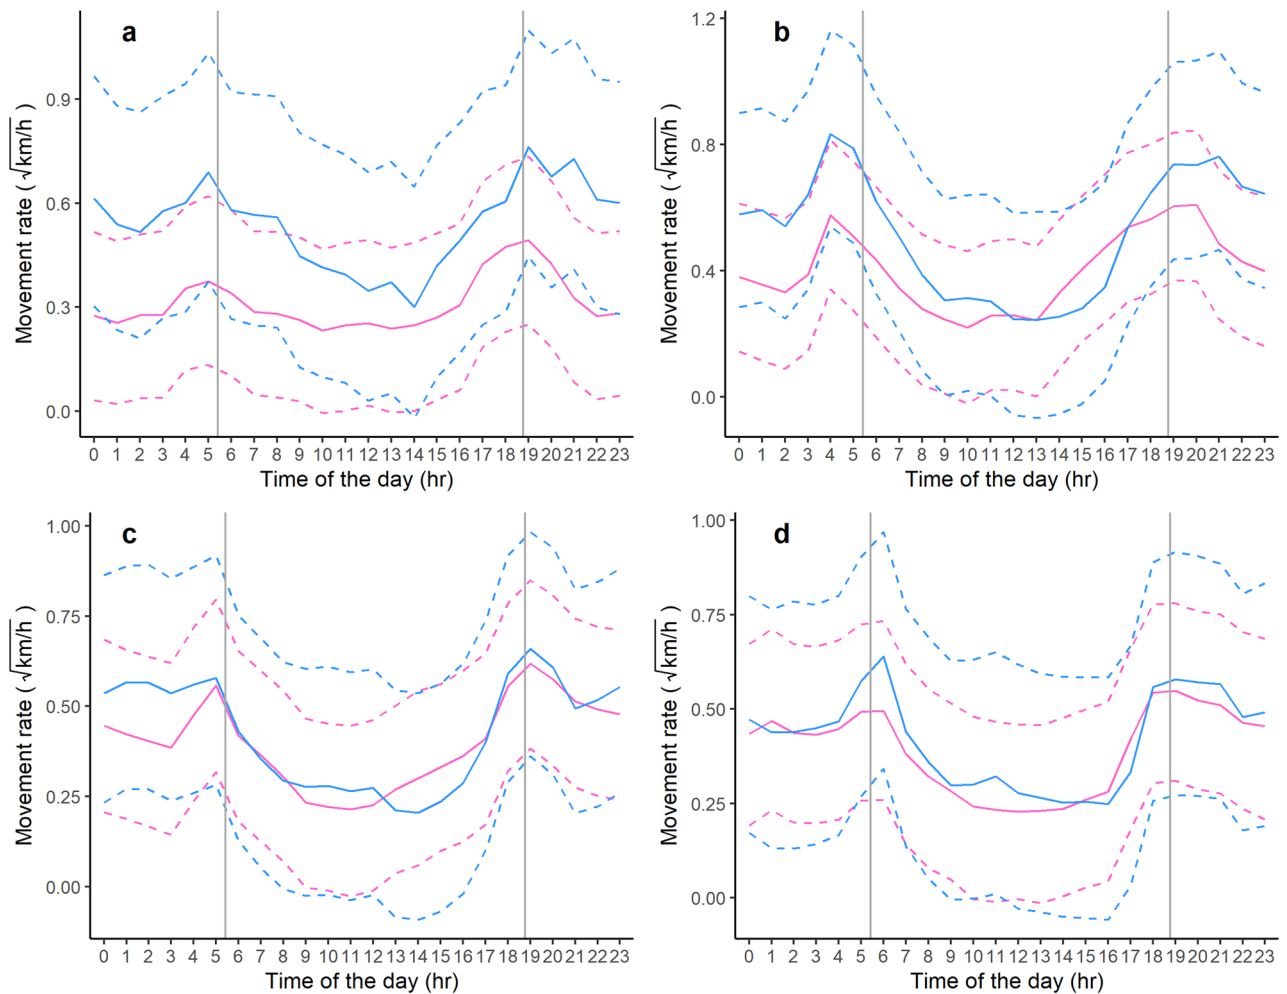 a
Movement rate ( √km/h )
0.9
0.6
0.3
0.0
0 1 2 3 4 5 6 7 8 9 10 11 12 13 14 15 16 17 18 19 20 21 22 23
Time of the day (hr)
b
Movement rate ( √km/h )
1.2
0.8
0.4
0.0
0 1 2 3 4 5 6 7 8 9 10 11 12 13 14 15 16 17 18 19 20 21 22 23
Time of the day (hr)
c
Movement rate ( √km/h )
1.00
0.75
0.50
0.25
0.00
0 1 2 3 4 5 6 7 8 9 10 11 12 13 14 15 16 17 18 19 20 21 22 23
Time of the day (hr)
d
Movement rate ( √km/h )
1.00
0.75
0.50
0.25
0.00
0 1 2 3 4 5 6 7 8 9 10 11 12 13 14 15 16 17 18 19 20 21 22 23
Time of the day (hr)